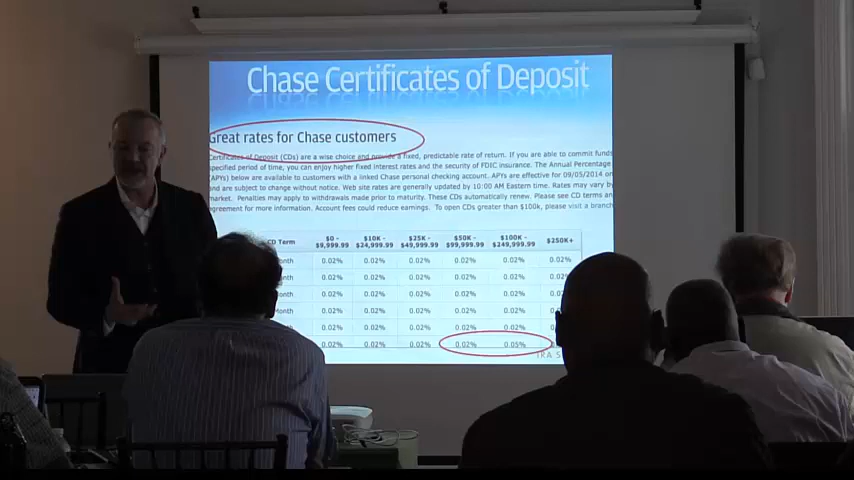 Chase Certificates of Deposit
Great rates for Chase customers
Certificates of Deposit (CDs) are a wise choice and provide a fixed, predictable rate of return. If you are able to commit funds
specified period of time, you can enjoy higher fixed interest rates and the security of FDIC insurance. The Annual Percentage
(APYs) below are available to customers with a linked Chase personal checking account. APYs are effective for 09/05/2014
and are subject to change without notice. Web site rates are generally updated by 10:00 AM Eastern time. Rates may vary by
market. Penalties may apply to withdrawals made prior to maturity. These CDs automatically renew. Please see CD terms an
agreement for more information. Account fees could reduce earnings. To open CDs greater than $100k, please visit a branch
CD Term $0 - $9,999.99 $10K - $24,999.99 $25K - $49,999.99 $50K - $99,999.99 $100K - $249,999.99 $250K+
onth 0.02% 0.02% 0.02% 0.02% 0.02% 0.02%
onth 0.02% 0.02% 0.02% 0.02% 0.02% 0.02%
onth 0.02% 0.02% 0.02% 0.02% 0.02%
Month 0.02% 0.02% 0.02% 0.02% 0.02%
onth 0.02% 0.02% 0.02% 0.02% 0.02%
0.02% 0.02% 0.02% 0.02% 0.05%
IRA S